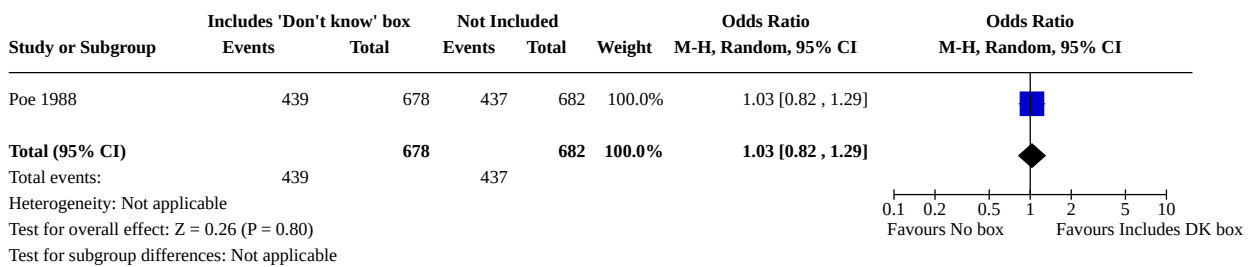 Includes 'Don't know' box Not Included Odds Ratio Odds Ratio
Study or Subgroup Events Total Events Total Weight M-H, Random, 95% CI M-H, Random, 95% CI
Poe 1988 439 678 437 682 100.0% 1.03 [0.82 , 1.29]
Total (95% CI) 678 682 100.0% 1.03 [0.82 , 1.29]
Total events: 439 437
Heterogeneity: Not applicable
0.1 0.2 0.5 1 2 5 10
Test for overall effect: Z = 0.26 (P = 0.80) Favours No box Favours Includes DK box
Test for subgroup differences: Not applicable